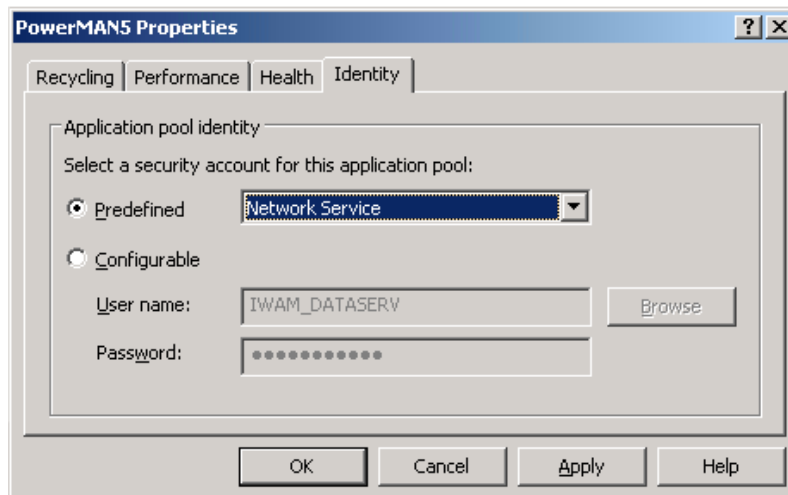 PowerMAN5 Properties
Recycling Performance Health Identity
Application pool identity
Select a security account for this application pool:
Predefined Network Service
Configurable
User name: IWAM_DATASERV Browse
Password: ●●●●●●●●●●●
OK Cancel Apply Help